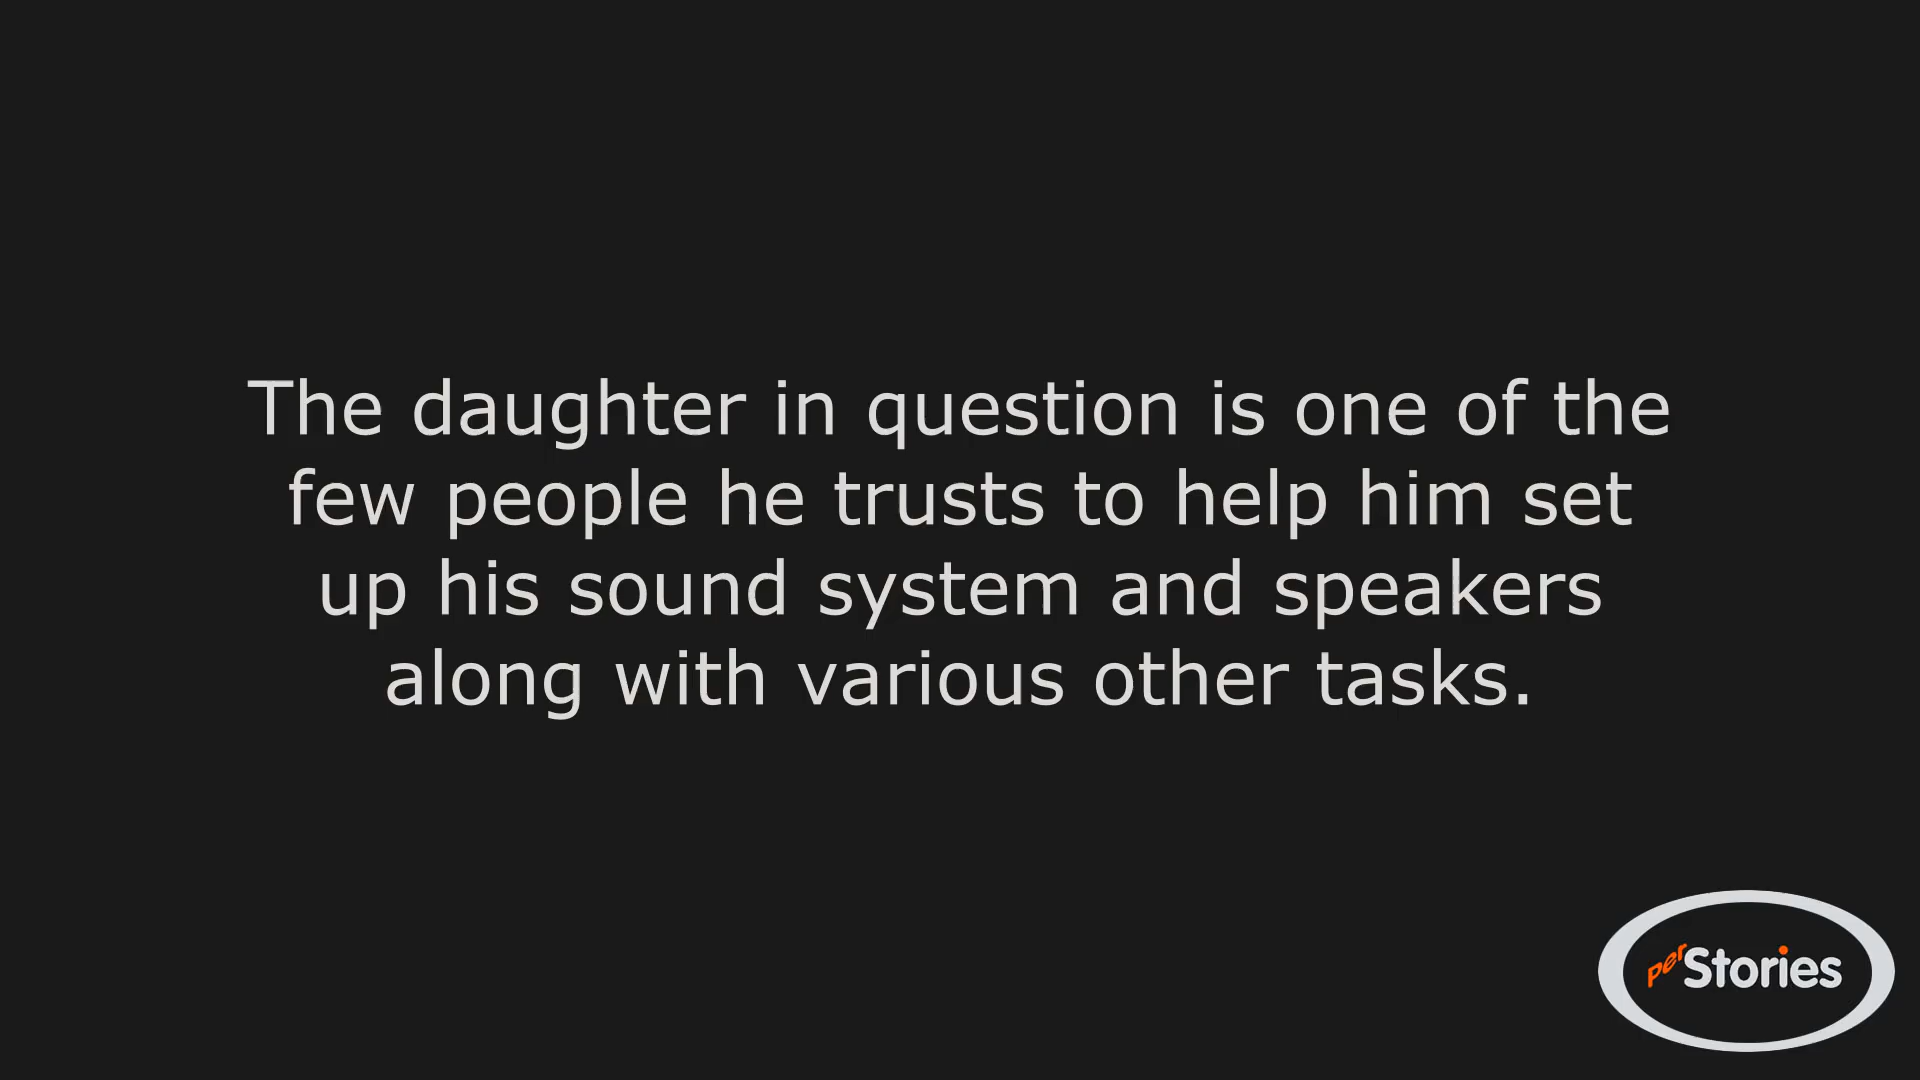 The daughter in question is one of the
few people he trusts to help him set
up his sound system and speakers
along with various other tasks.
perStories